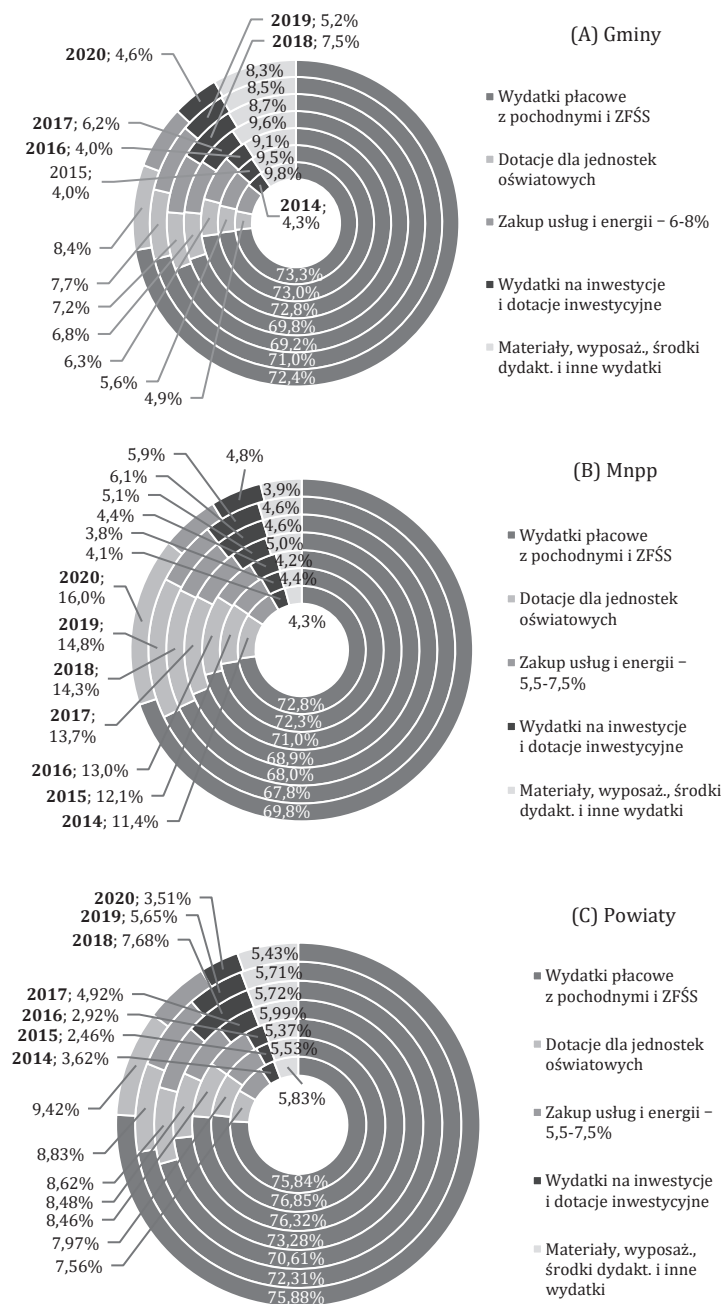 2019; 5,2%
2018; 7,5%
2020; 4,6%
2017; 6,2%
2016; 4,0%
2015;
4,0%
8,3%
8,5%
8,7%
9,6%
9,1%
9,5%
9,8%
2014;
4,3%
8,4%
7,7%
7,2%
6,8%
6,3%
5,6%
4,9%
73,3%
73,0%
72,8%
69,8%
69,2%
71,0%
72,4%
(A) Gminy
Wydatki płacowe
z pochodnymi i ZFŚS
Dotacje dla jednostek
oświatowych
Zakup usług i energii – 6-8%
Wydatki na inwestycje
i dotacje inwestycyjne
Materiały, wyposaż., środki
dydakt. i inne wydatki
5,9%
4,8%
6,1%
5,1%
4,4%
3,8%
4,1%
3,9%
4,6%
4,6%
5,0%
4,2%
4,4%
4,3%
2020;
16,0%
2019;
14,8%
2018;
14,3%
2017;
13,7%
2016; 13,0%
2015; 12,1%
2014; 11,4%
72,8%
72,3%
71,0%
68,9%
68,0%
67,8%
69,8%
(B) Mnpp
Wydatki płacowe
z pochodnymi i ZFŚS
Dotacje dla jednostek
oświatowych
Zakup usług i energii –
5,5-7,5%
Wydatki na inwestycje
i dotacje inwestycyjne
Materiały, wyposaż., środki
dydakt. i inne wydatki
2020; 3,51%
2019; 5,65%
2018; 7,68%
2017; 4,92%
2016; 2,92%
2015; 2,46%
2014; 3,62%
5,43%
5,71%
5,72%
5,99%
5,37%
5,53%
5,83%
9,42%
8,83%
8,62%
8,48%
8,46%
7,97%
7,56%
75,84%
76,85%
76,32%
73,28%
70,61%
72,31%
75,88%
(C) Powiaty
Wydatki płacowe
z pochodnymi i ZFŚS
Dotacje dla jednostek
oświatowych
Zakup usług i energii –
5,5-7,5%
Wydatki na inwestycje
i dotacje inwestycyjne
Materiały, wyposaż.,
środki dydakt. i inne
wydatki